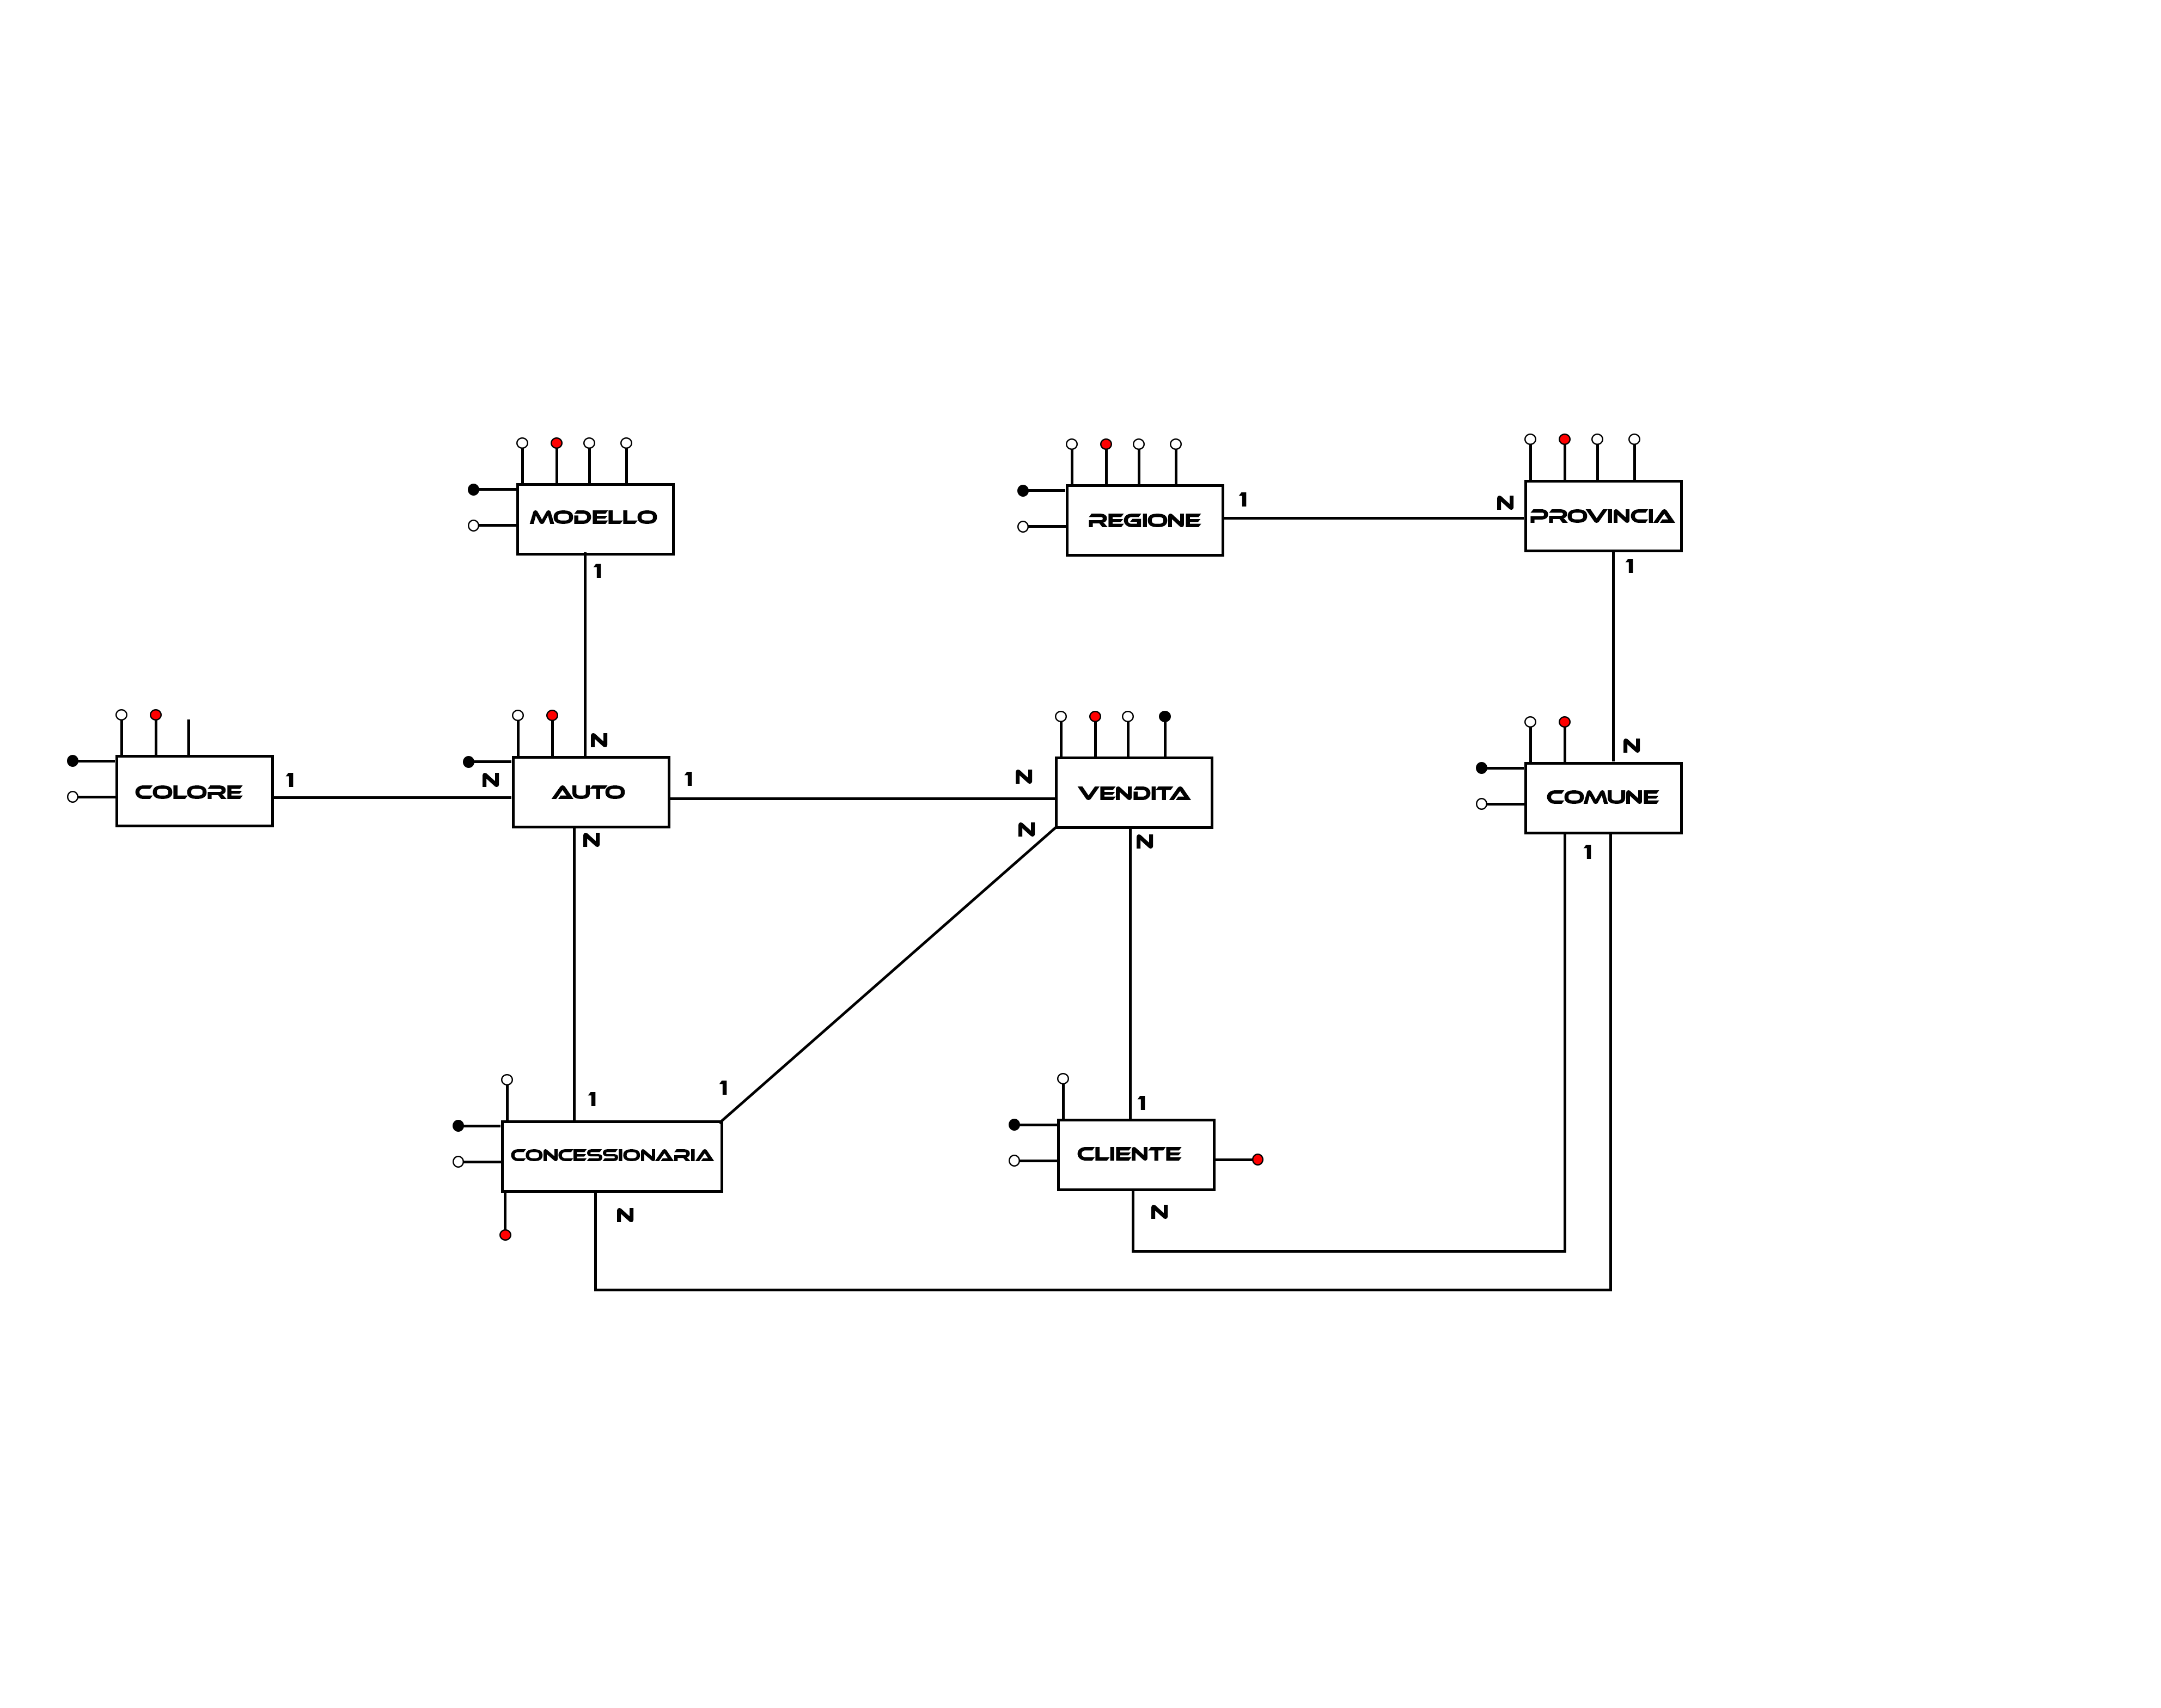 MODELLO
1
REGIONE
1
N
PROVINCIA
1
COLORE
1
N
N
AUTO
1
N
N
VENDITA
N
N
N
COMUNE
1
1
1
CONCESSIONARIA
N
1
CLIENTE
N